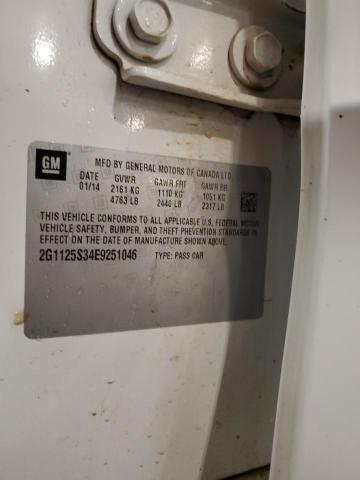 GM
MFD BY GENERAL MOTORS OF CANADA LTD
DATE GVWR GAWR FRT GAWR RR
01/14 2161 KG 1110 KG 1051 KG
4763 LB 2446 LB 2317 LB
THIS VEHICLE CONFORMS TO ALL APPLICABLE U.S. FEDERAL MOTOR
VEHICLE SAFETY, BUMPER, AND THEFT PREVENTION STANDARDS IN
EFFECT ON THE DATE OF MANUFACTURE SHOWN ABOVE.
2G1125S34E9251046 TYPE: PASS CAR